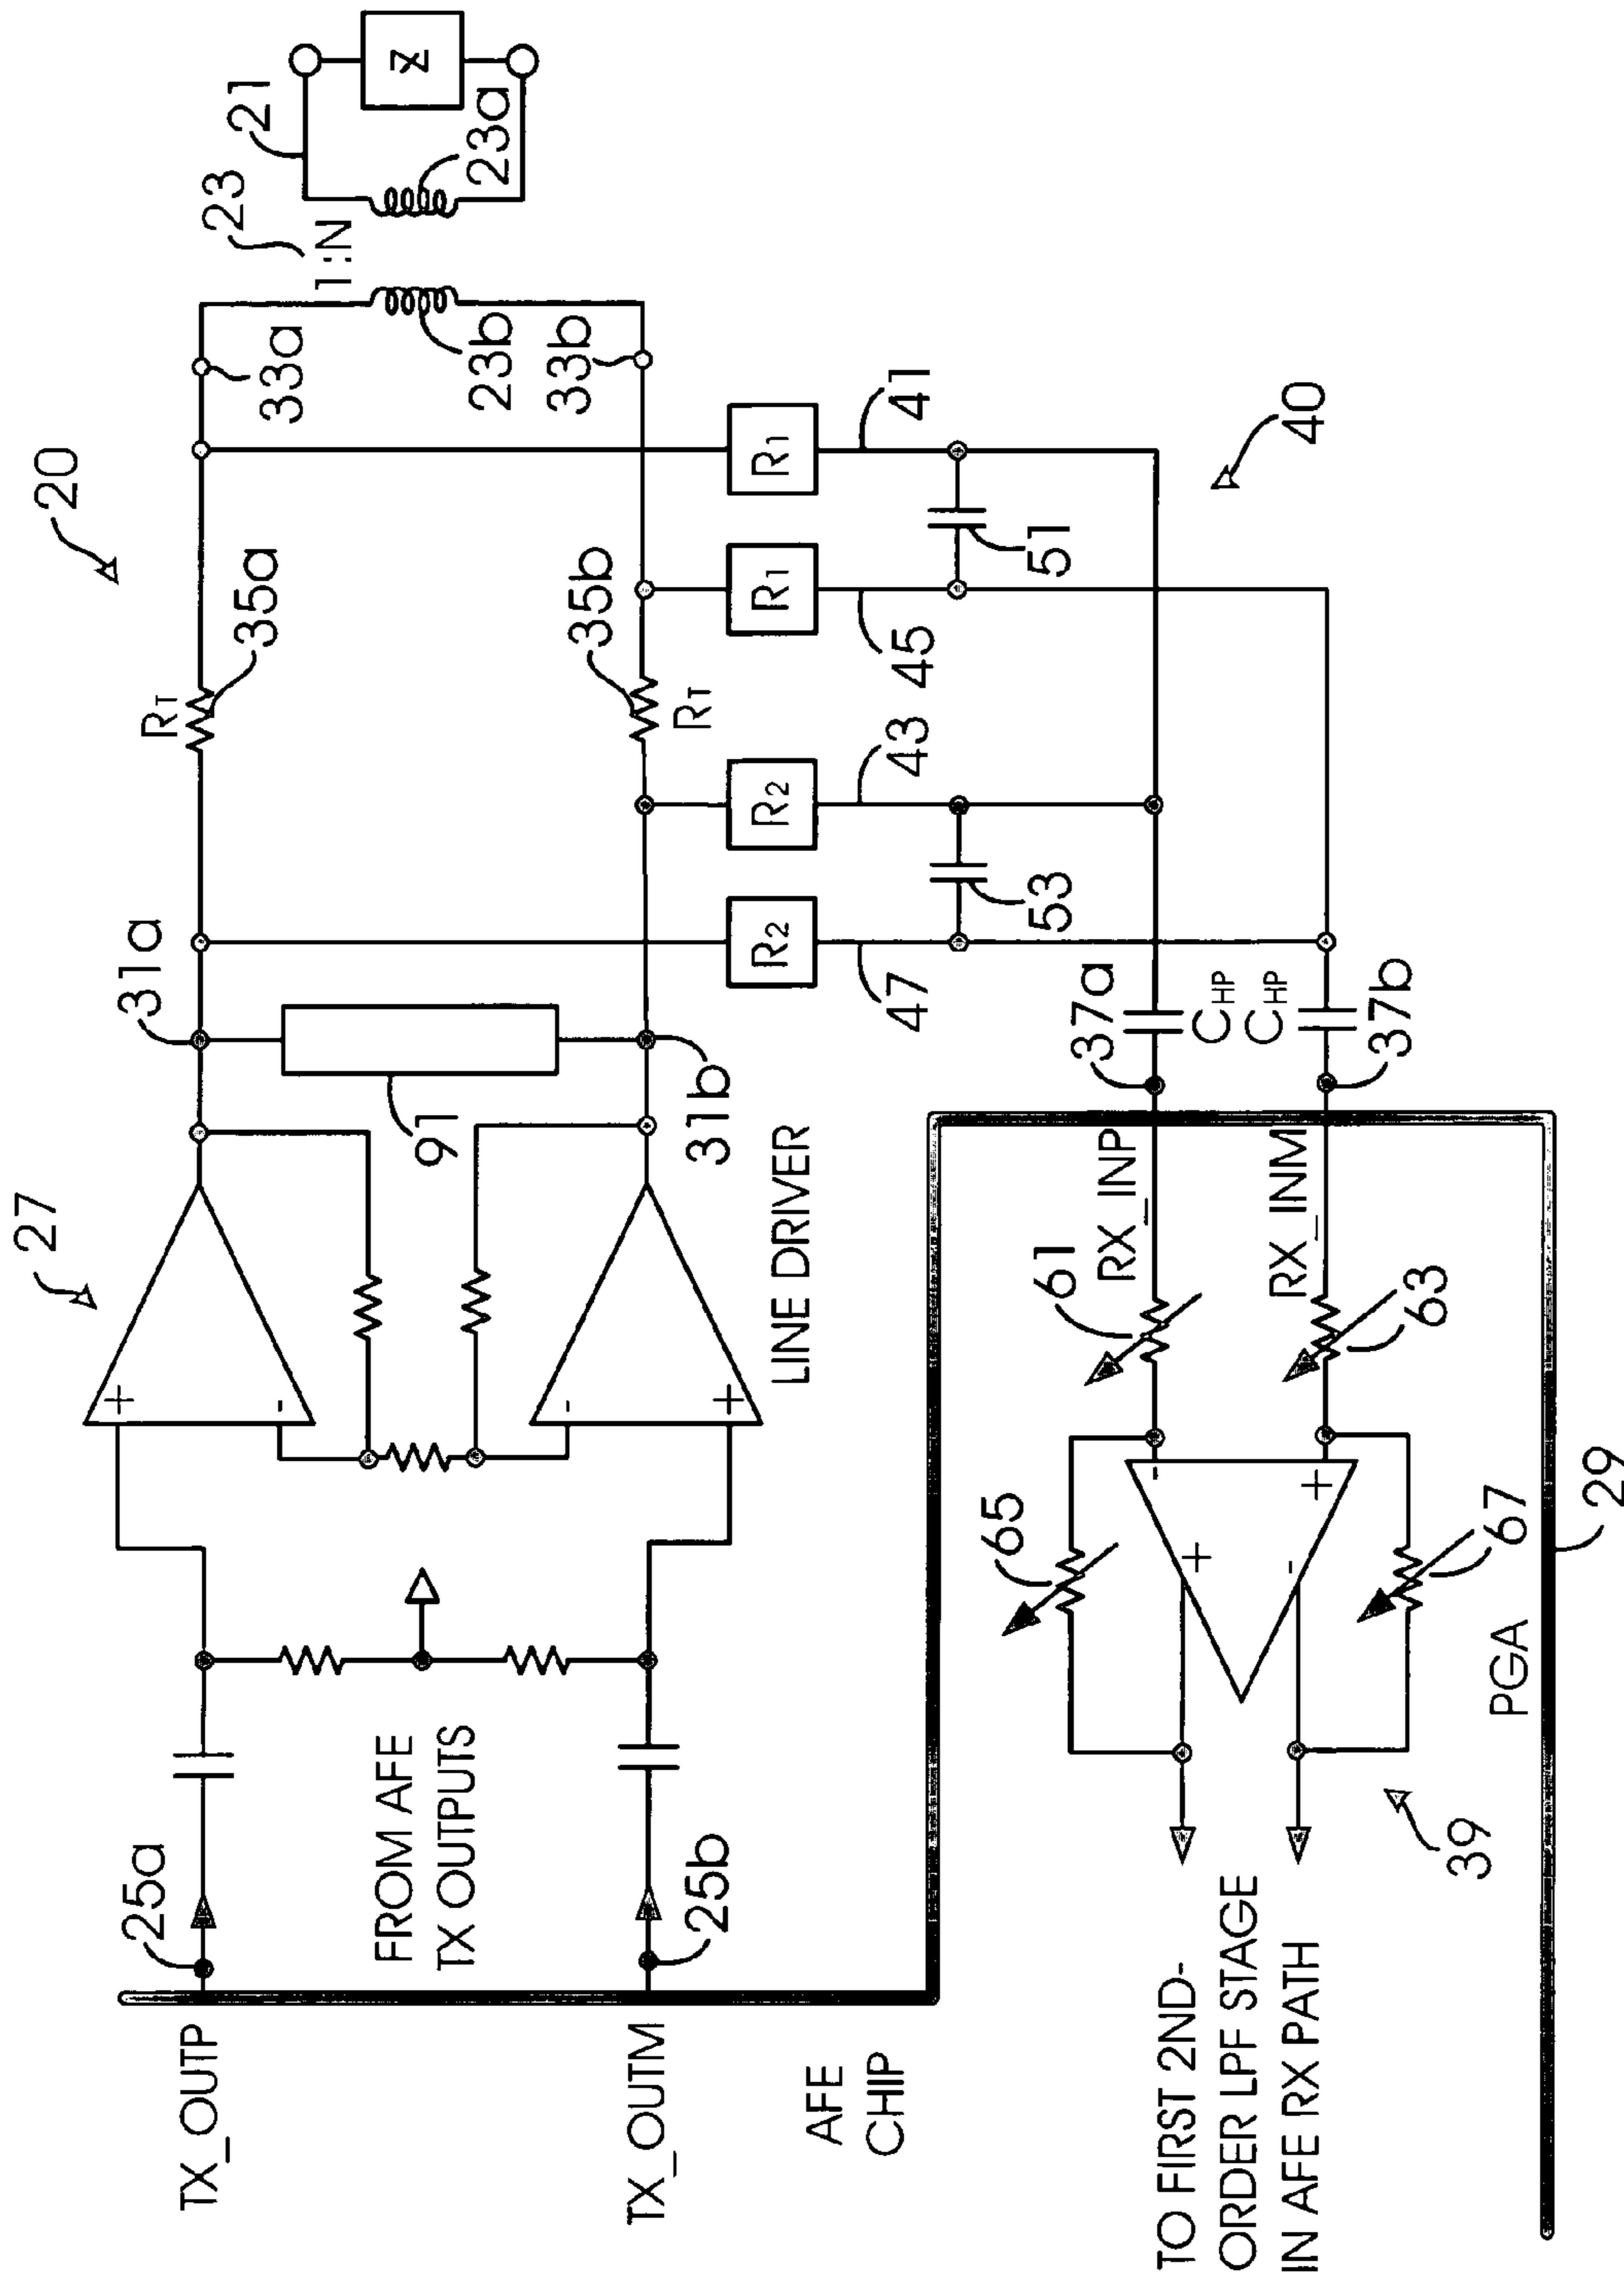 20
27
TX_OUTP
25a
31a
RT
35a
33a
23
1:N
21
Z
23a
23b
33b
+
-
FROM AFE
TX OUTPUTS
91
-
+
35b
RT
TX_OUTM
25b
31b
LINE DRIVER
R2
R2
R1
R1
47
43
45
41
53
51
AFE
CHIP
40
37a
CHP
CHP
37b
RX_INP
RX_INM
61
63
65
67
-
+
+
-
PGA
39
29
TO FIRST 2ND-
ORDER LPF STAGE
IN AFE RX PATH